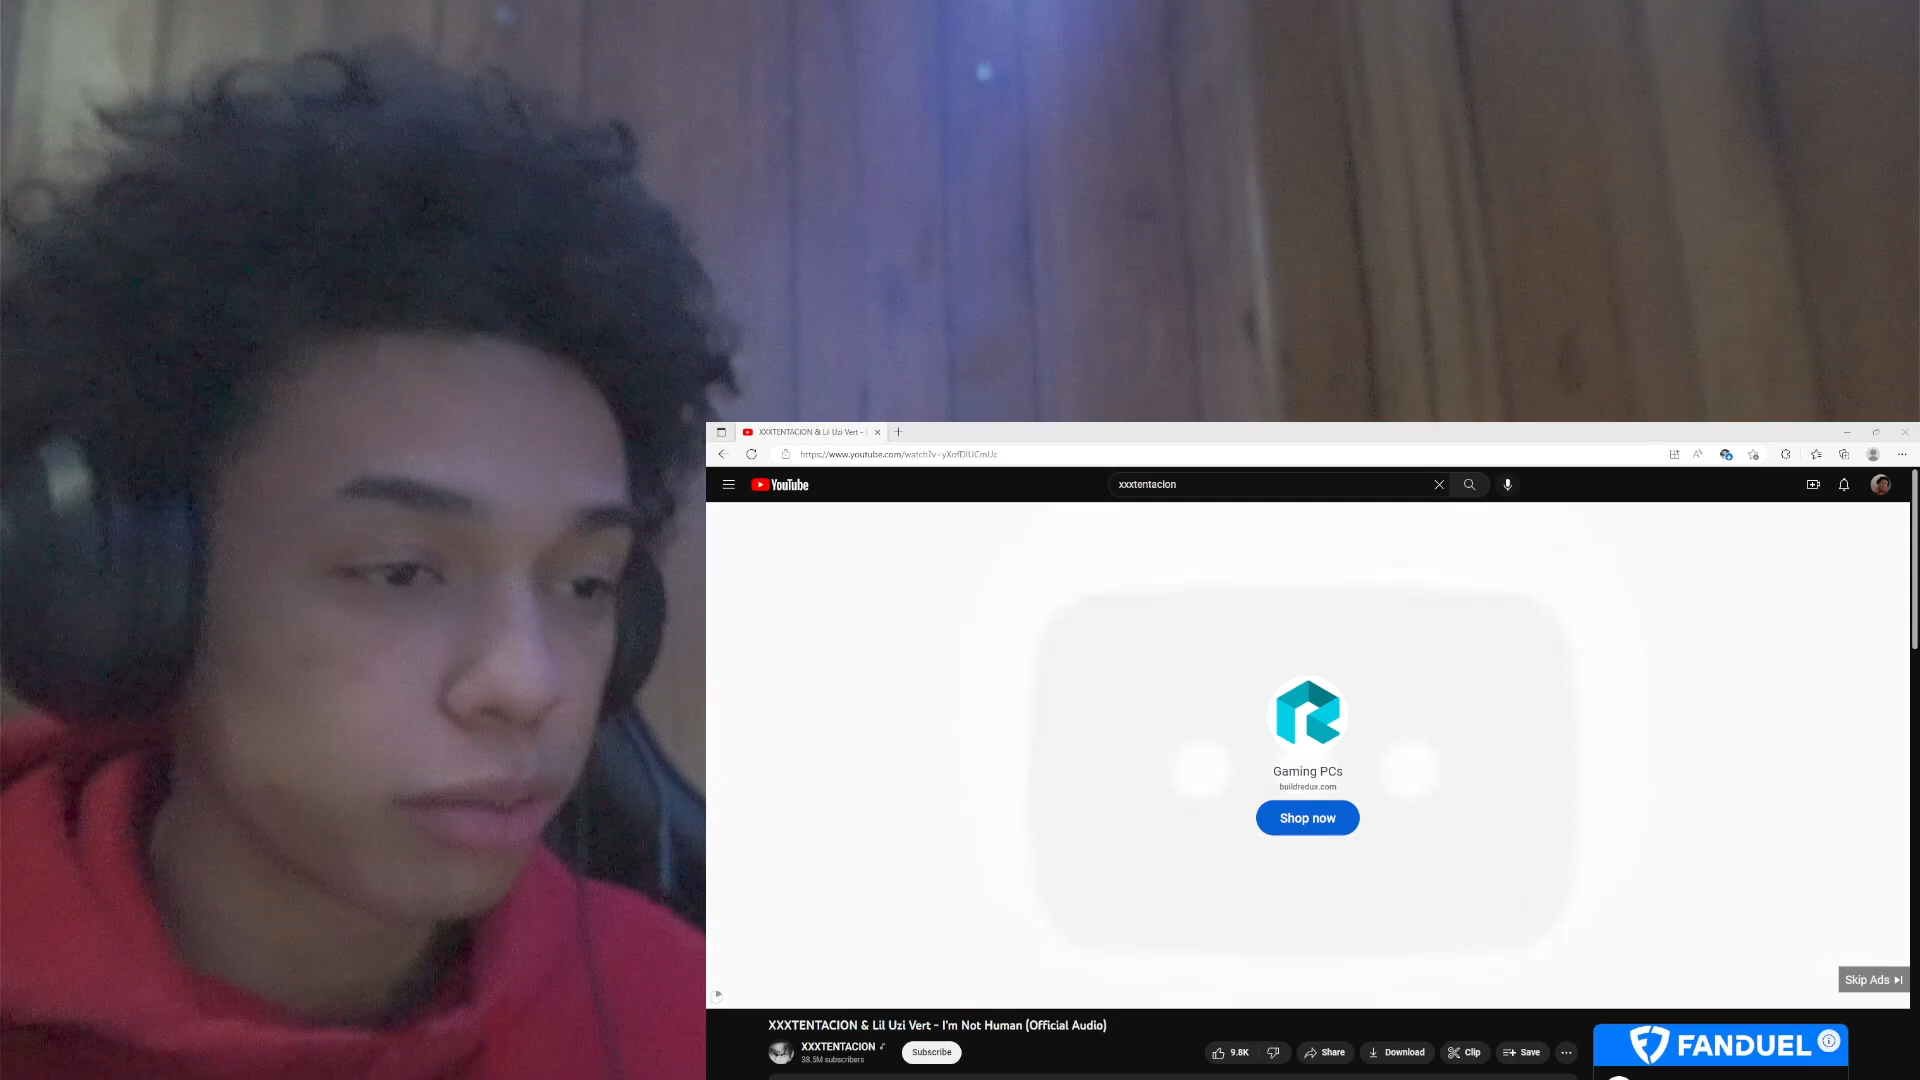 XXXTENTACION & Lil Uzi Vert - I
https://www.youtube.com/watch?v=yXofDlUCmUc
YouTube
xxxtentacion
Gaming PCs
buildredux.com
Shop now
Skip Ads
XXXTENTACION & Lil Uzi Vert - I'm Not Human (Official Audio)
XXXTENTACION
38.5M subscribers
Subscribe
9.8K
Share
Download
Clip
Save
FANDUEL